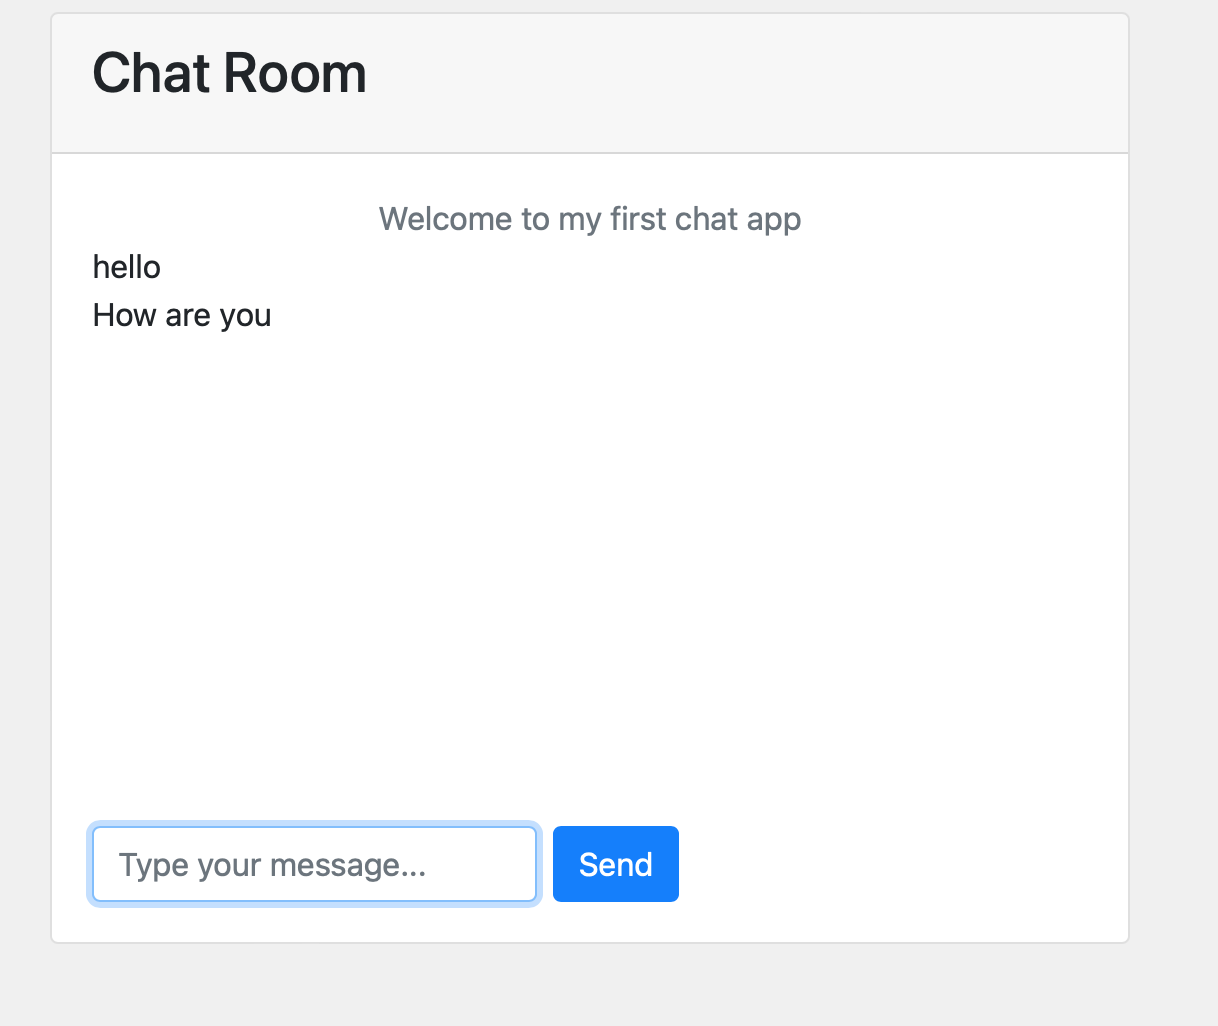 Chat Room
Welcome to my first chat app
hello
How are you
Type your message...
Send